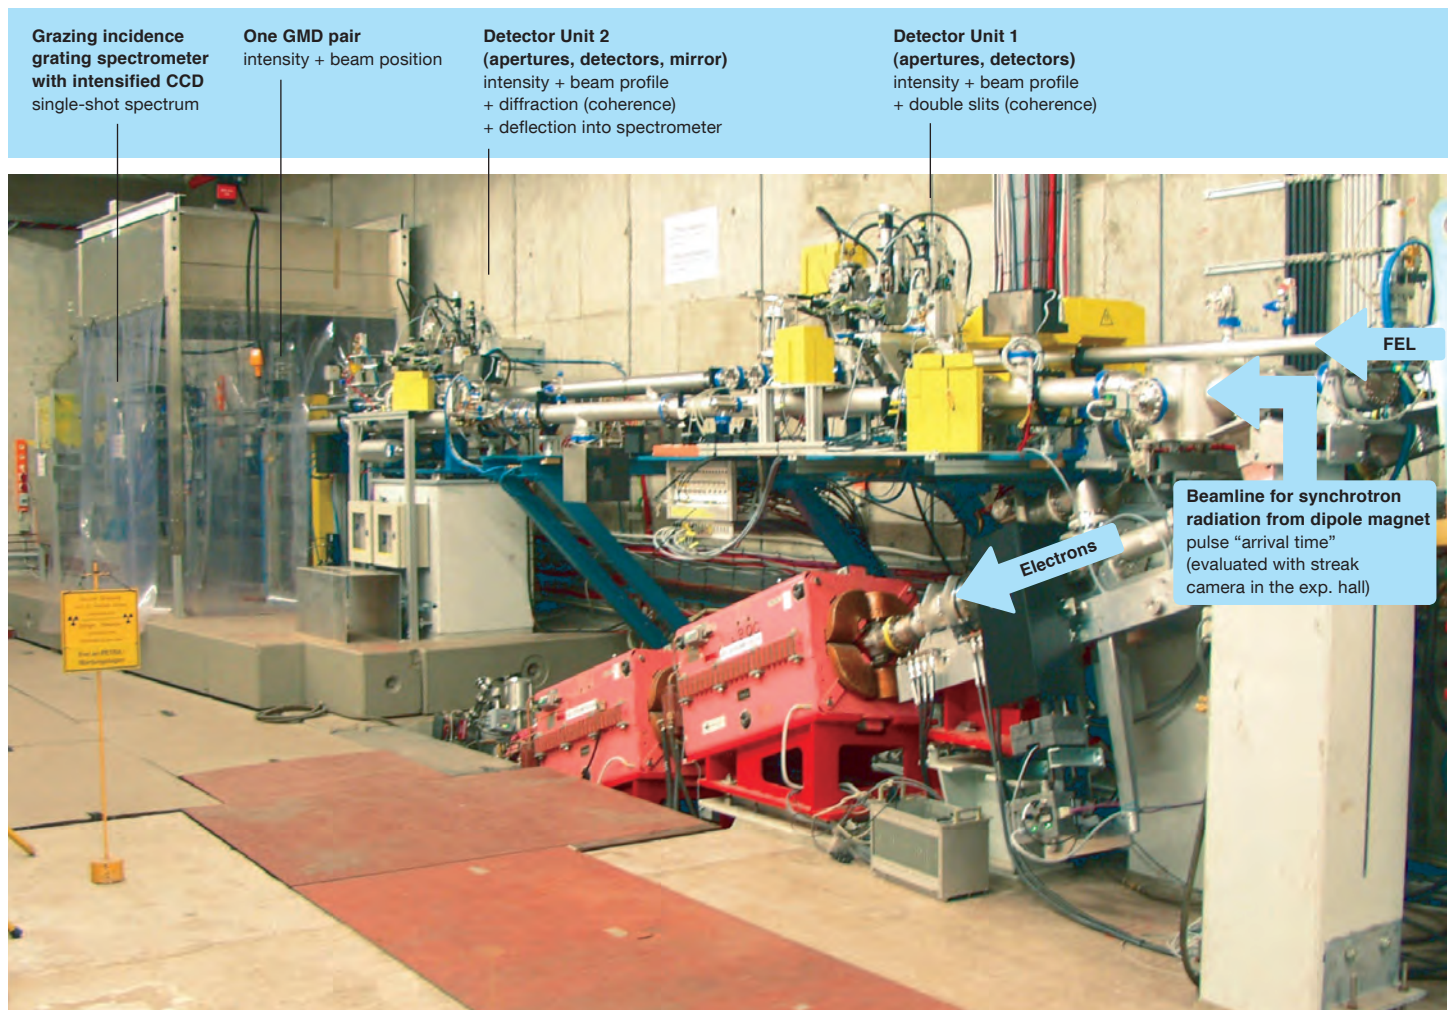 Grazing incidence
grating spectrometer
with intensified CCD
single-shot spectrum
One GMD pair
intensity + beam position
Detector Unit 2
(apertures, detectors, mirror)
intensity + beam profile
+ diffraction (coherence)
+ deflection into spectrometer
Detector Unit 1
(apertures, detectors)
intensity + beam profile
+ double slits (coherence)
FEL
Beamline for synchrotron
radiation from dipole magnet
pulse “arrival time”
(evaluated with streak
camera in the exp. hall)
Electrons